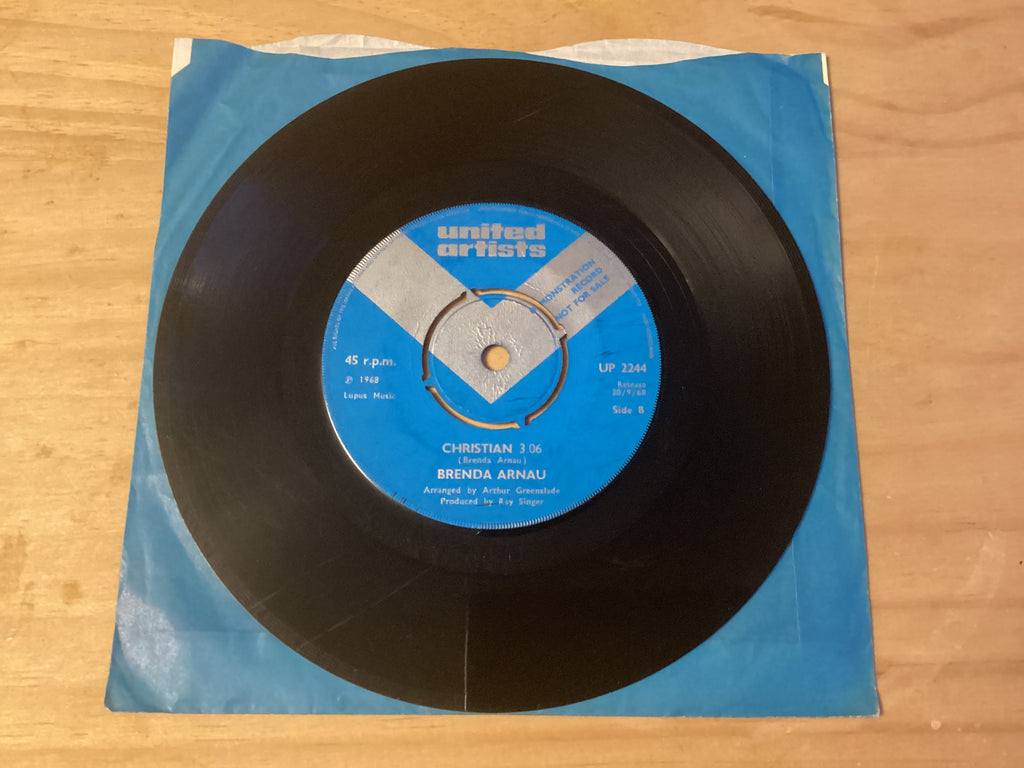 united
artists
DEMONSTRATION
RECORD
NOT FOR SALE
45 r.p.m.
℗ 1968
Lupus Music
UP 2244
Release
20/9/68
Side B
CHRISTIAN 3.06
(Brenda Arnau)
BRENDA ARNAU
Arranged by Arthur Greenslade
Produced by Ray Singer